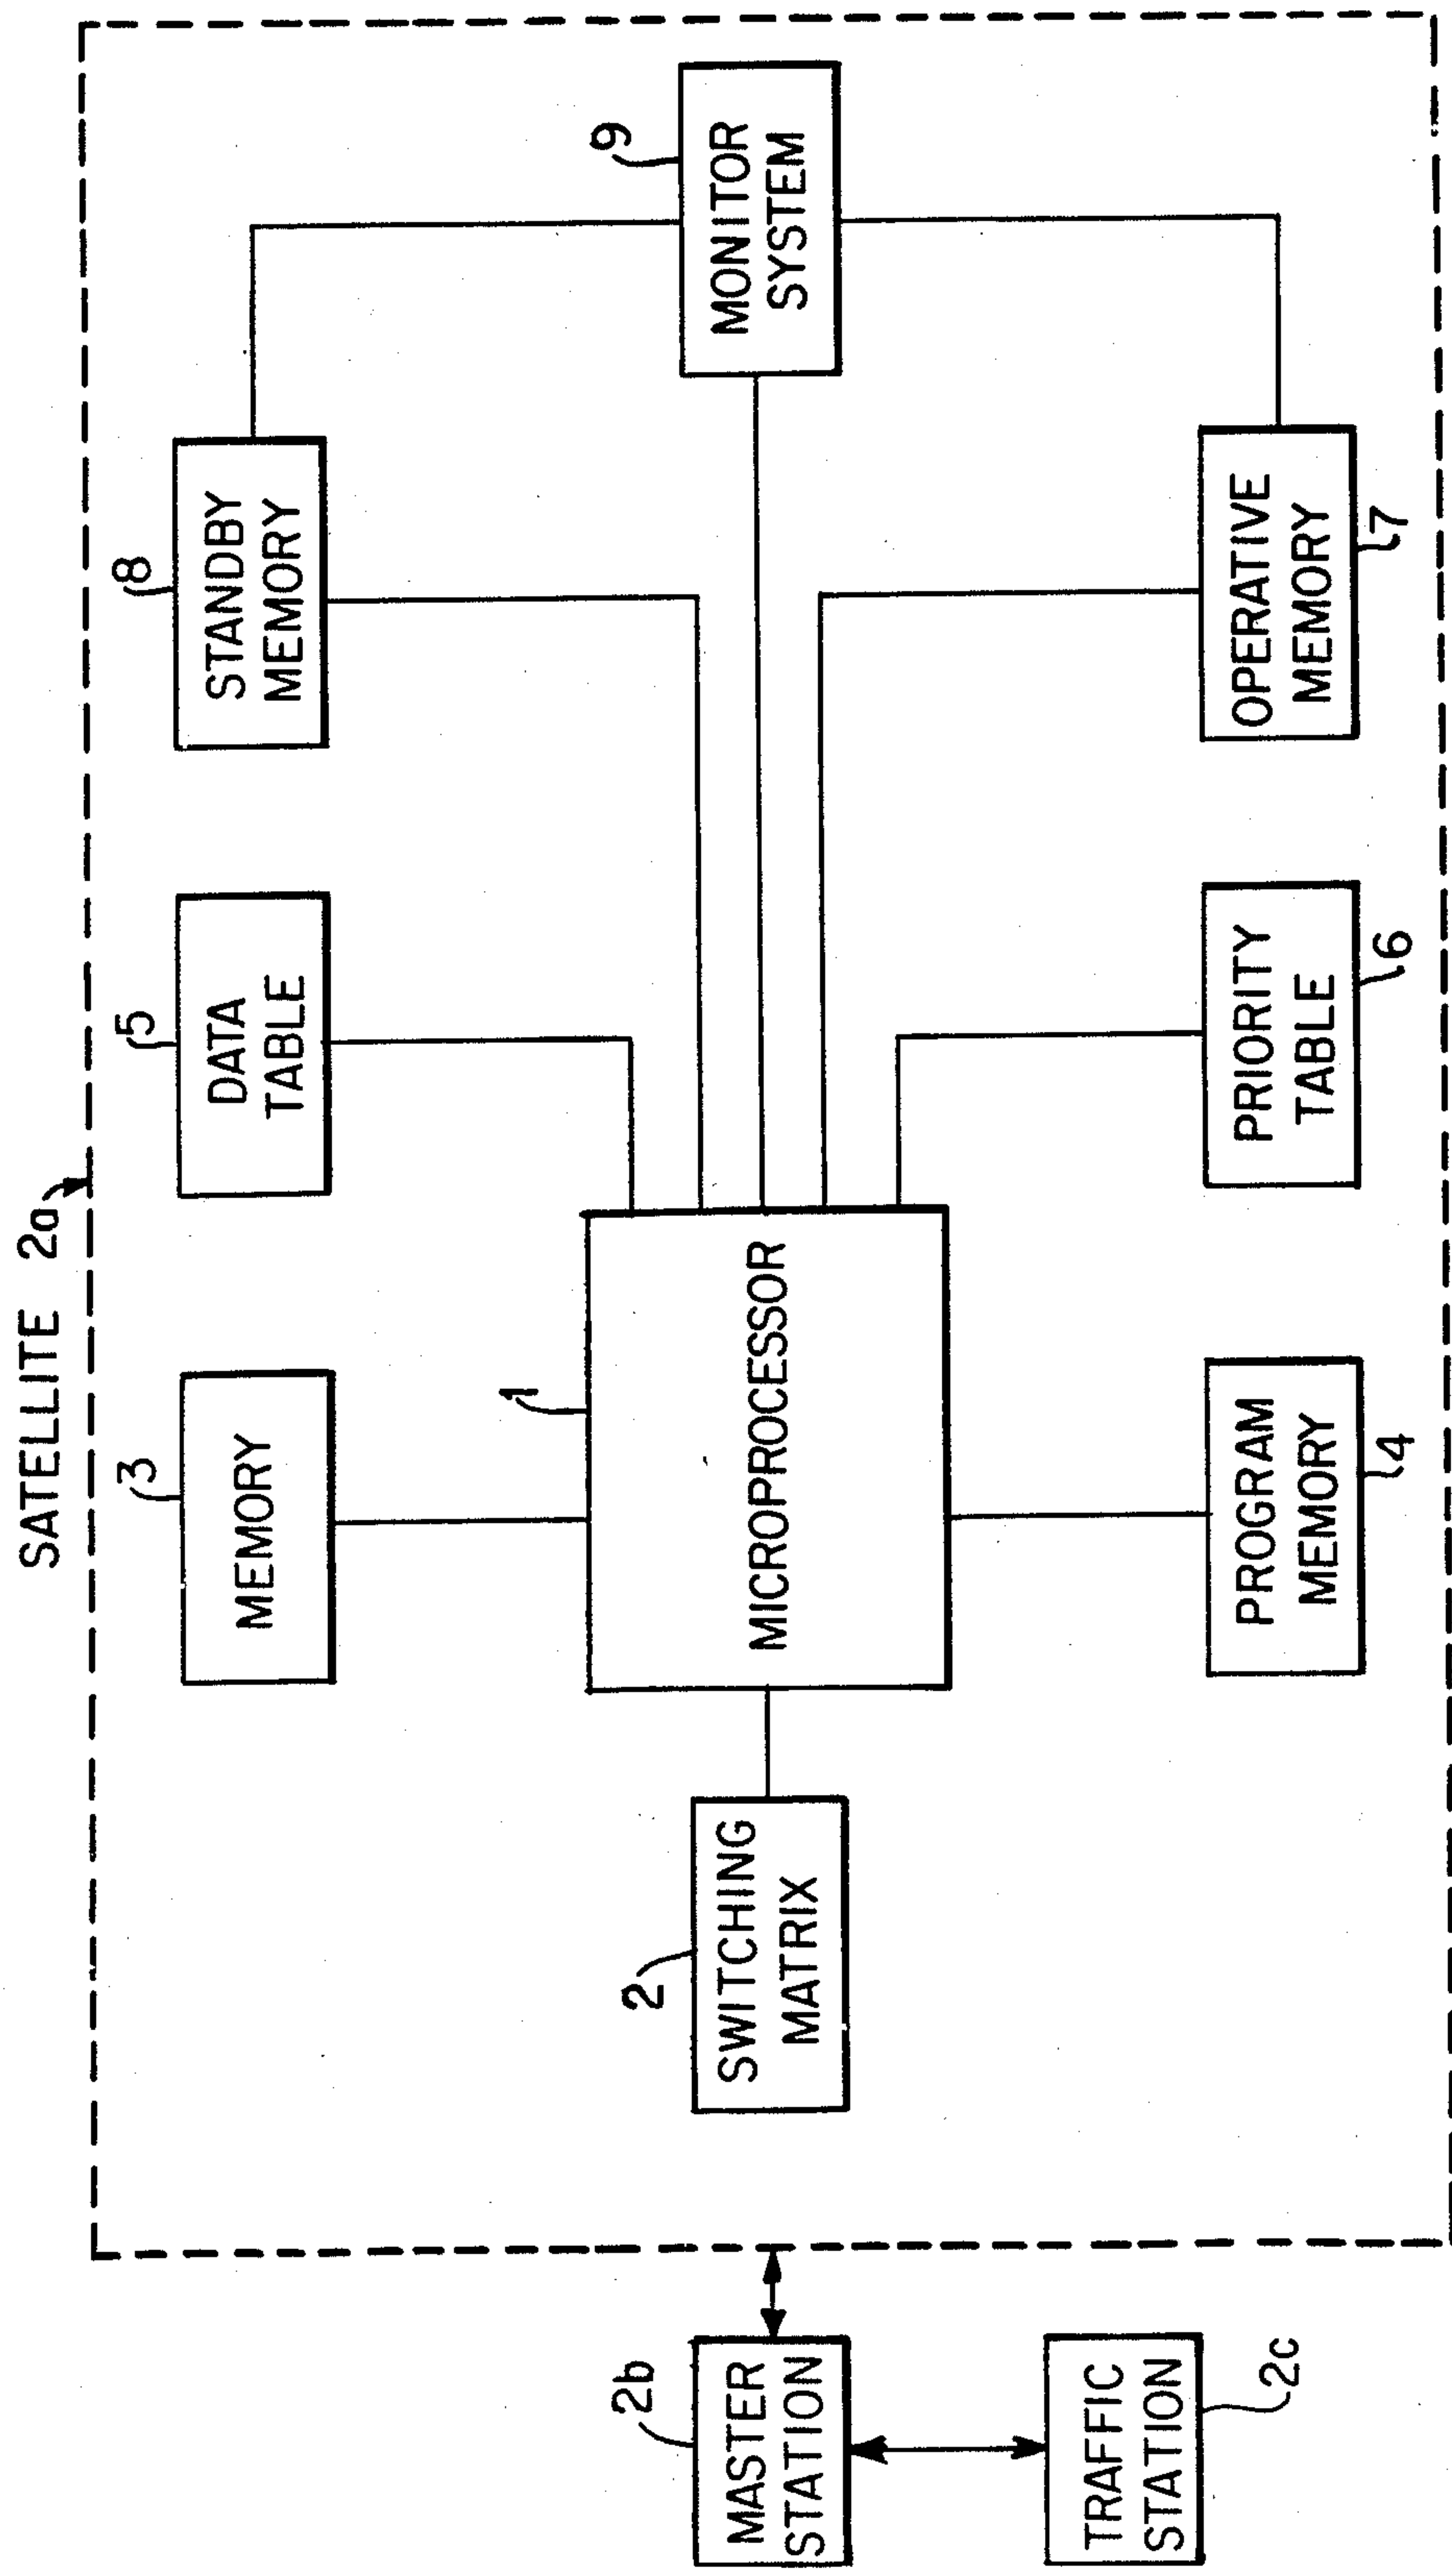 SATELLITE 2a
3
MEMORY
5
DATA
TABLE
8
STANDBY
MEMORY
1
MICROPROCESSOR
9
MONITOR
SYSTEM
2
SWITCHING
MATRIX
2b
MASTER
STATION
TRAFFIC
STATION
2c
PROGRAM
MEMORY
4
PRIORITY
TABLE
6
OPERATIVE
MEMORY
7